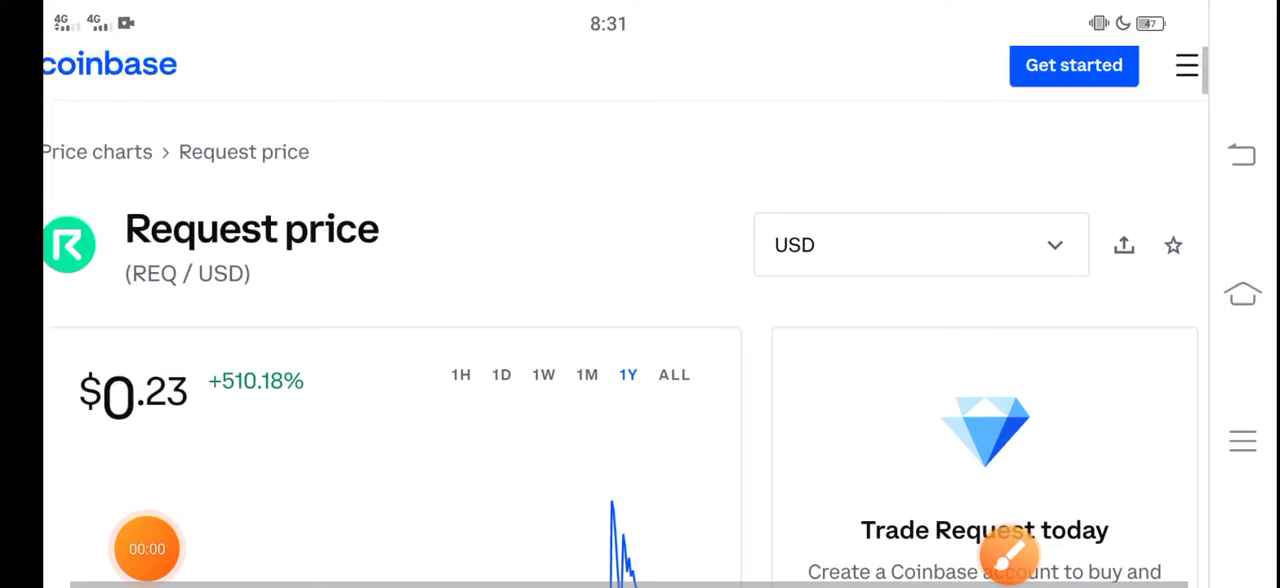 4G 4G 8:31 47
coinbase Get started
Price charts > Request price
Request price
(REQ / USD)
USD
$0.23 +510.18% 1H 1D 1W 1M 1Y ALL
Trade Request today
00:00
Create a Coinbase account to buy and